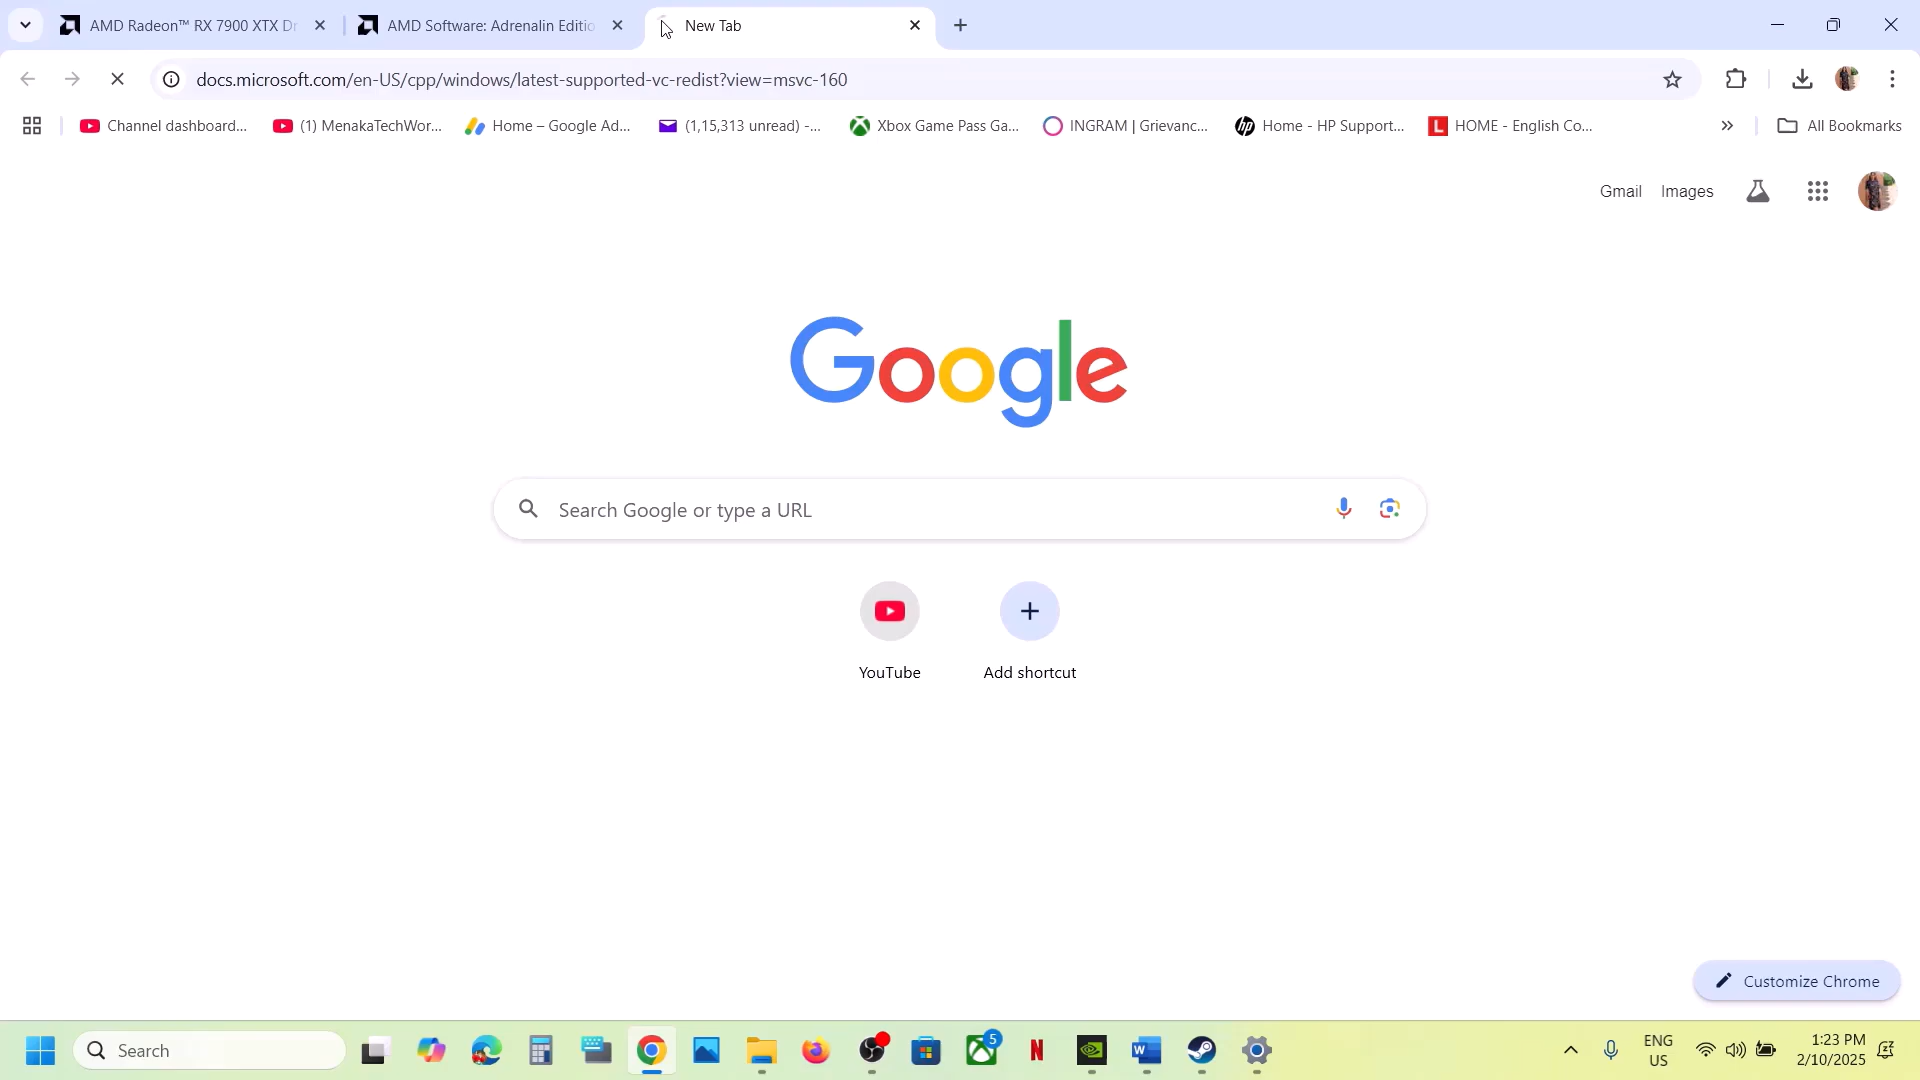 AMD Radeon™ RX 7900 XTX Dr
AMD Software: Adrenalin Editio
New Tab
docs.microsoft.com/en-US/cpp/windows/latest-supported-vc-redist?view=msvc-160
Channel dashboard...
(1) MenakaTechWor...
Home – Google Ad...
(1,15,313 unread) -...
Xbox Game Pass Ga...
INGRAM | Grievanc...
Home - HP Support...
HOME - English Co...
All Bookmarks
Gmail
Images
Google
Search Google or type a URL
YouTube
Add shortcut
Customize Chrome
Search
5
ENG
US
1:23 PM
2/10/2025